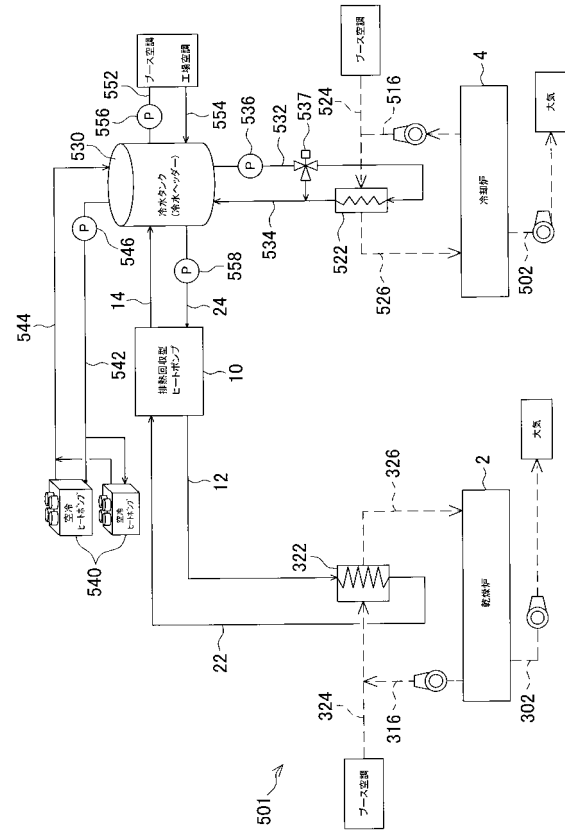 501
540
空冷
ヒートポンプ
空冷
ヒートポンプ
544
542
P
546
530
冷水タンク
(冷水ヘッダー)
556
P
552
554
ブース空調
工場空調
14
24
P
558
P
536
532
537
534
排熱回収型
ヒートポンプ
10
12
22
322
324
326
316
ブース空調
2
乾燥炉
302
大気
ブース空調
524
516
522
526
4
冷却炉
502
大気